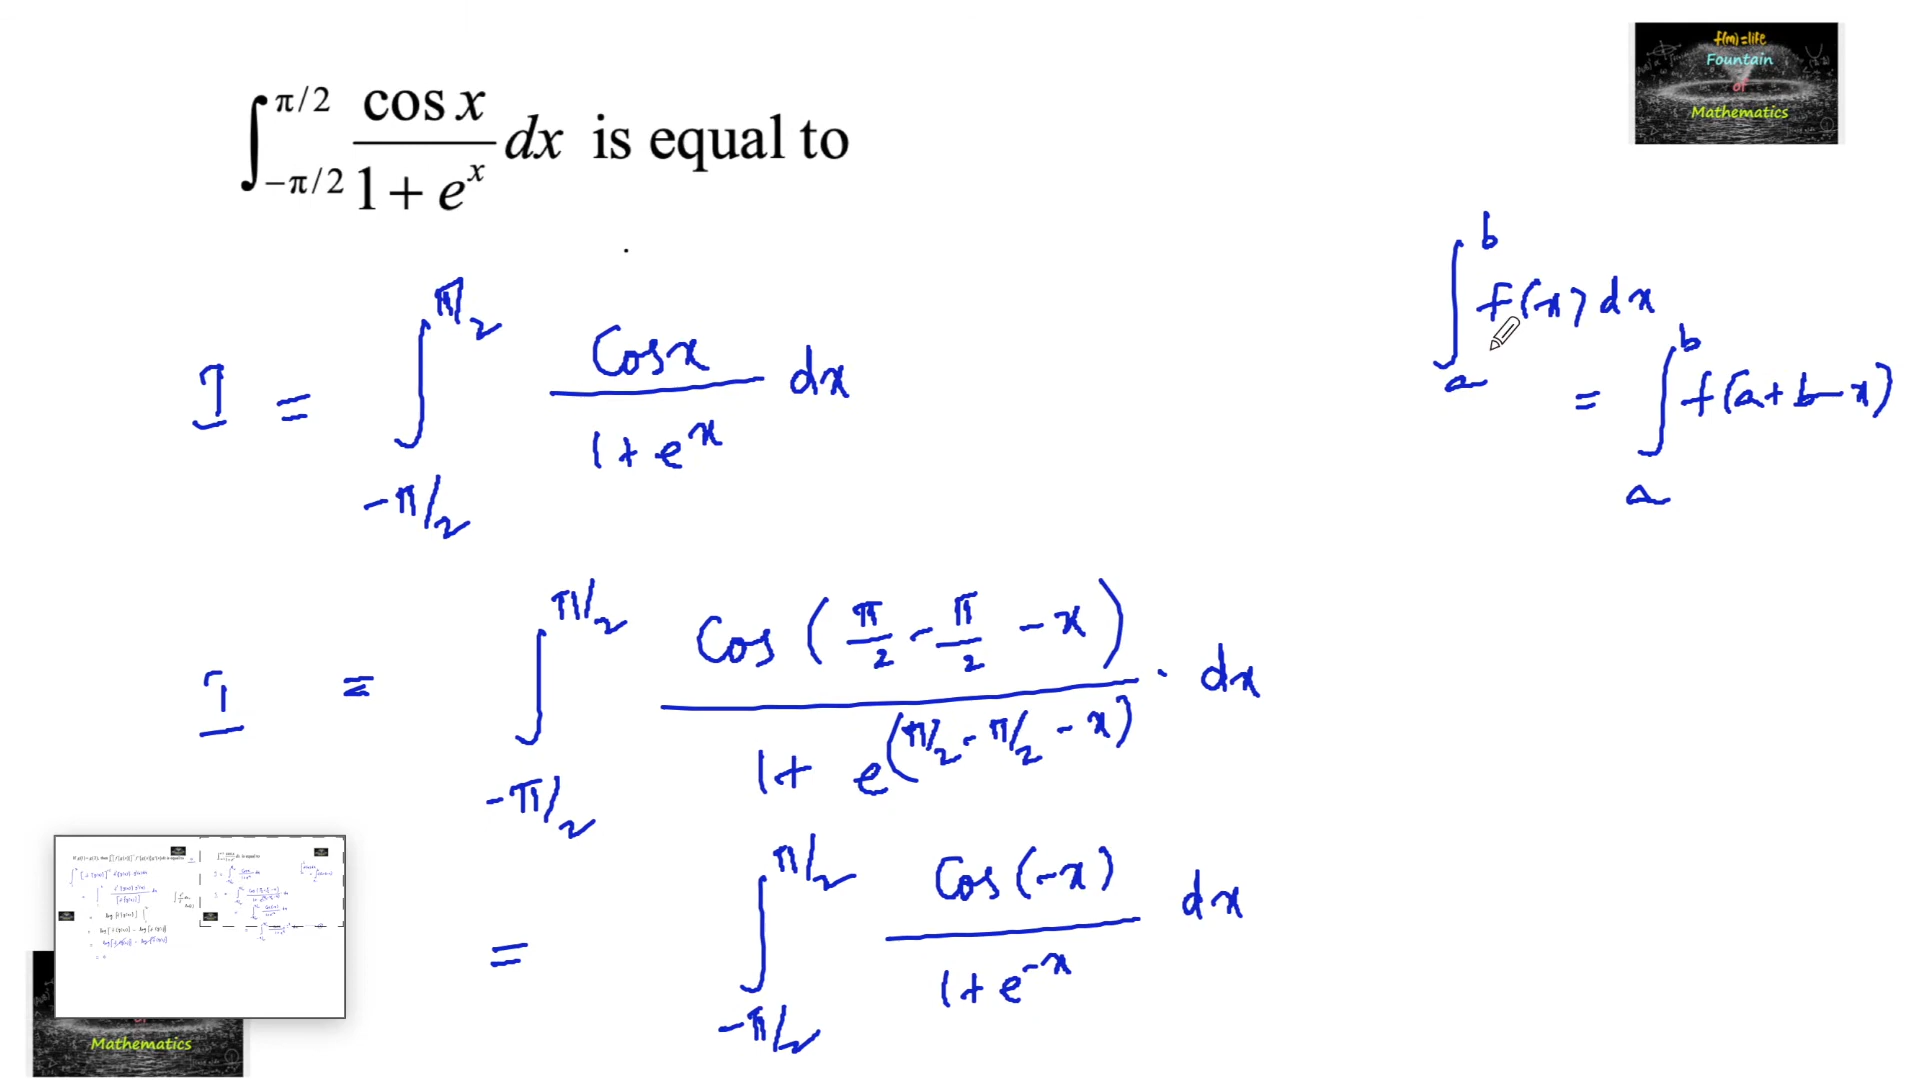 f(m)=life
Fountain
of
Mathematics
∫_{-π/2}^{π/2} cos x / (1 + e^x) dx is equal to
∫_a^b f(x) dx
= ∫_a^b f(a+b-x)
I = ∫_{-π/2}^{π/2} Cosx / (1+e^x) dx
I = ∫_{-π/2}^{π/2} Cos(π/2 - π/2 - x) / (1+e^(π/2 - π/2 - x)) · dx
= ∫_{-π/2}^{π/2} Cos(-x) / (1+e^{-x}) dx
Mathematics